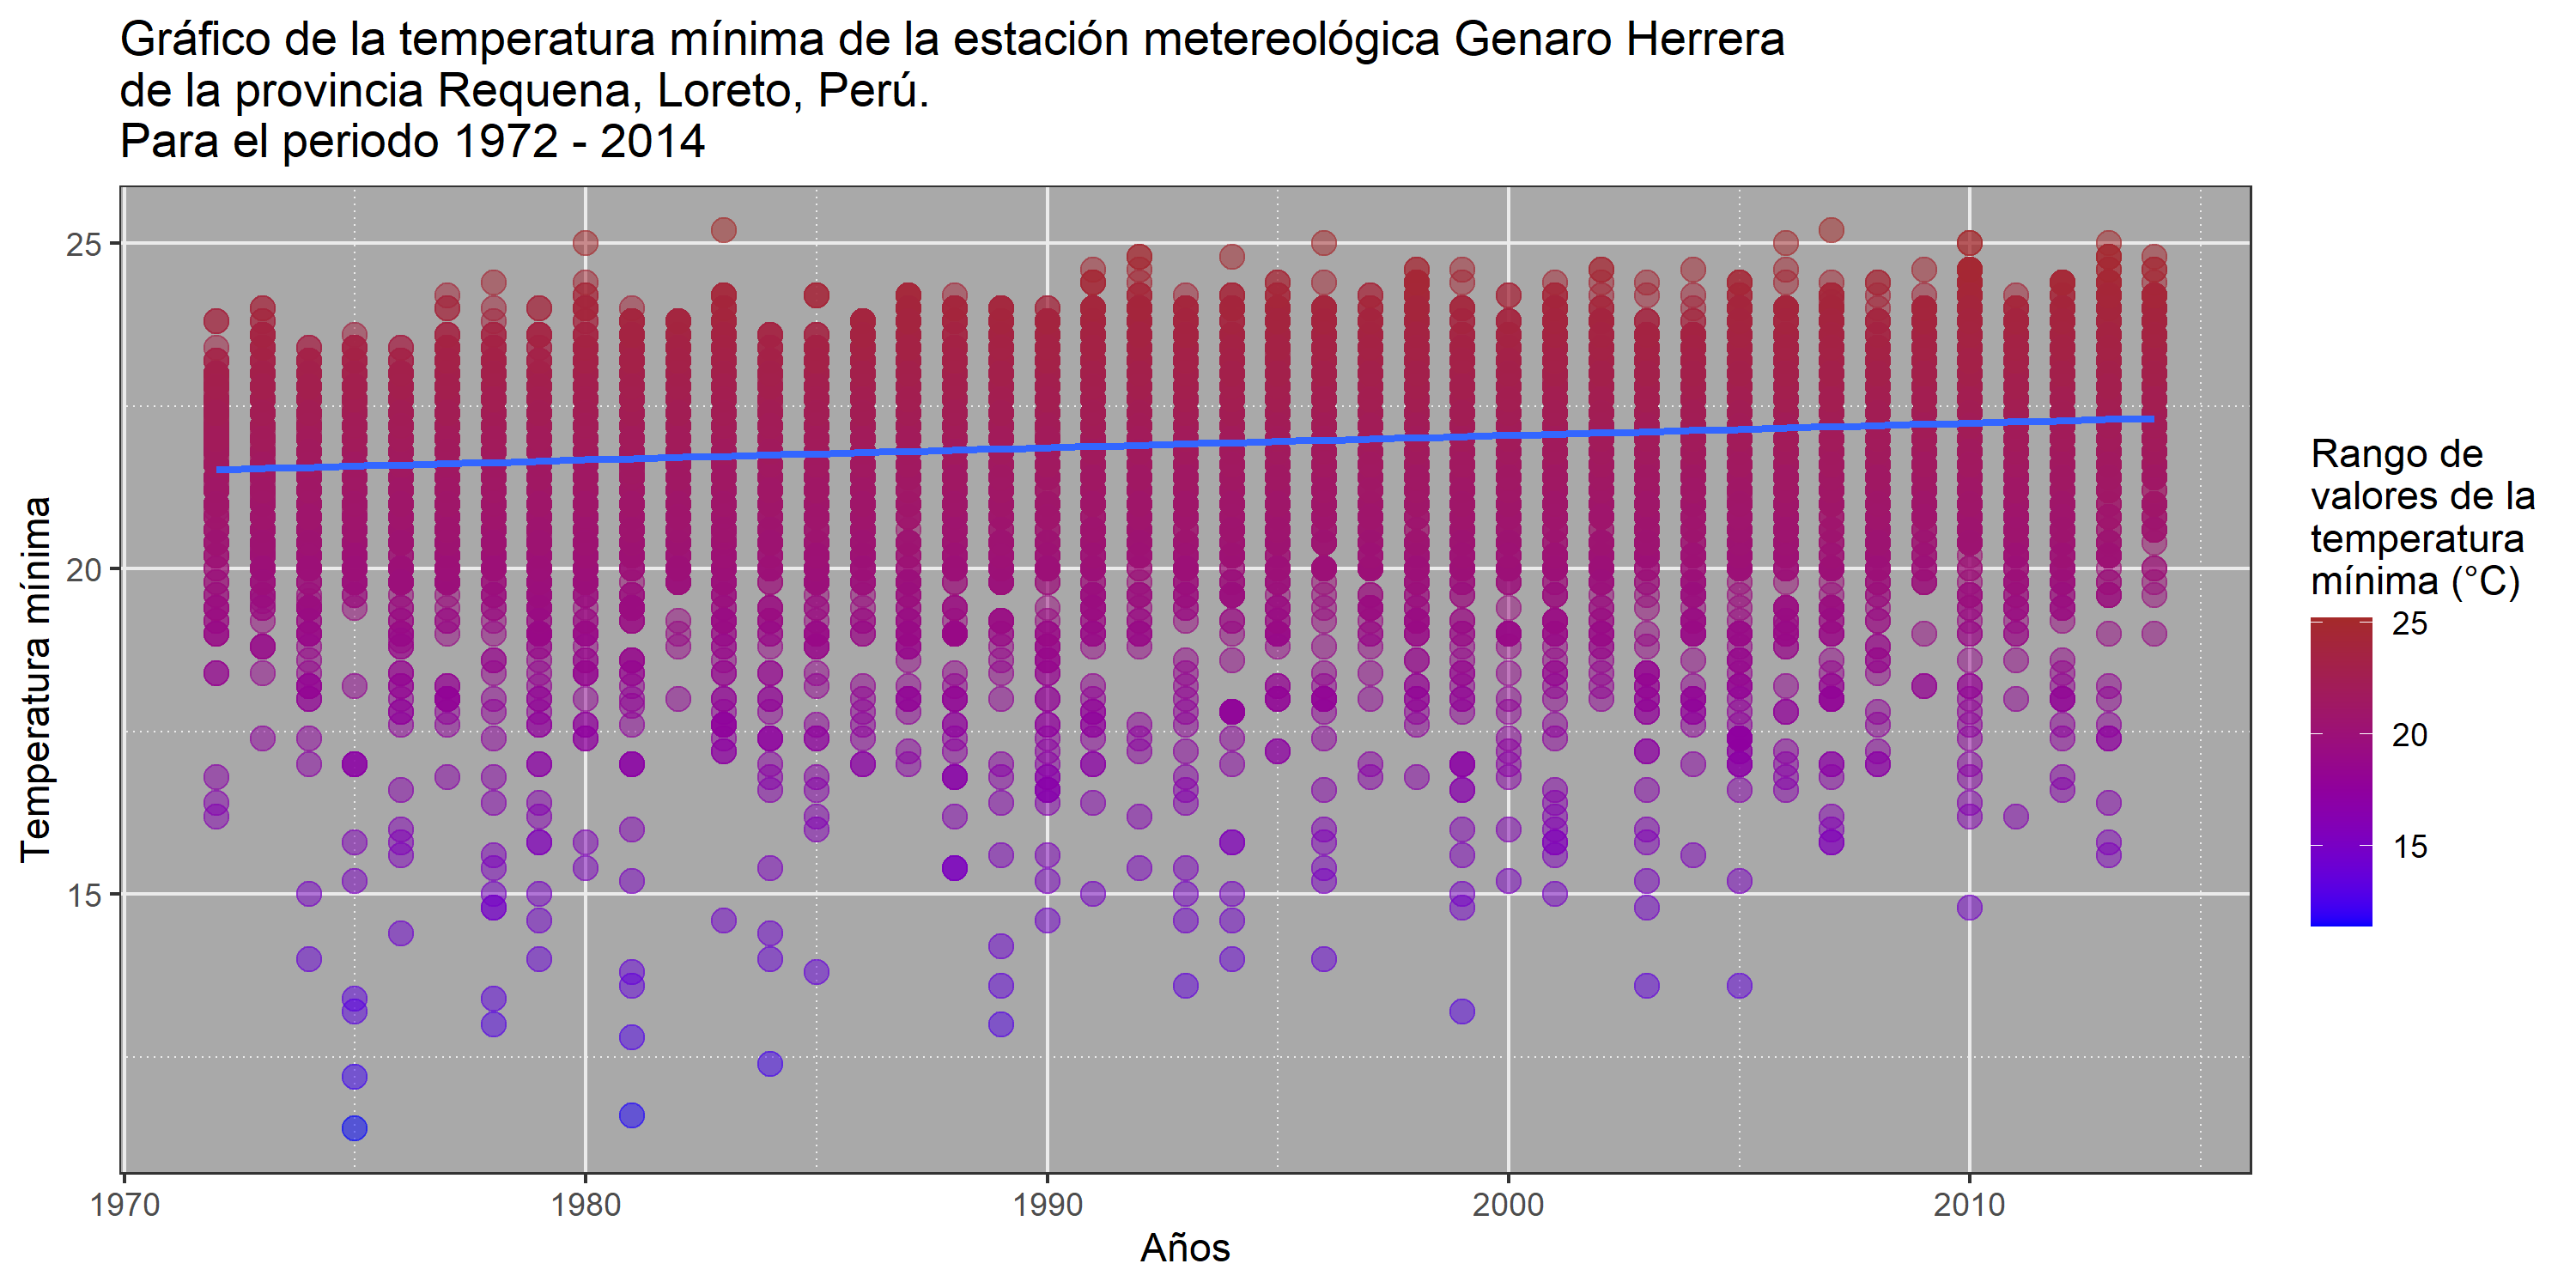 Gráfico de la temperatura mínima de la estación metereológica Genaro Herrera
de la provincia Requena, Loreto, Perú.
Para el periodo 1972 - 2014
25
20
15
Temperatura mínima
1970
1980
1990
2000
2010
Años
Rango de
valores de la
temperatura
mínima (°C)
25
20
15